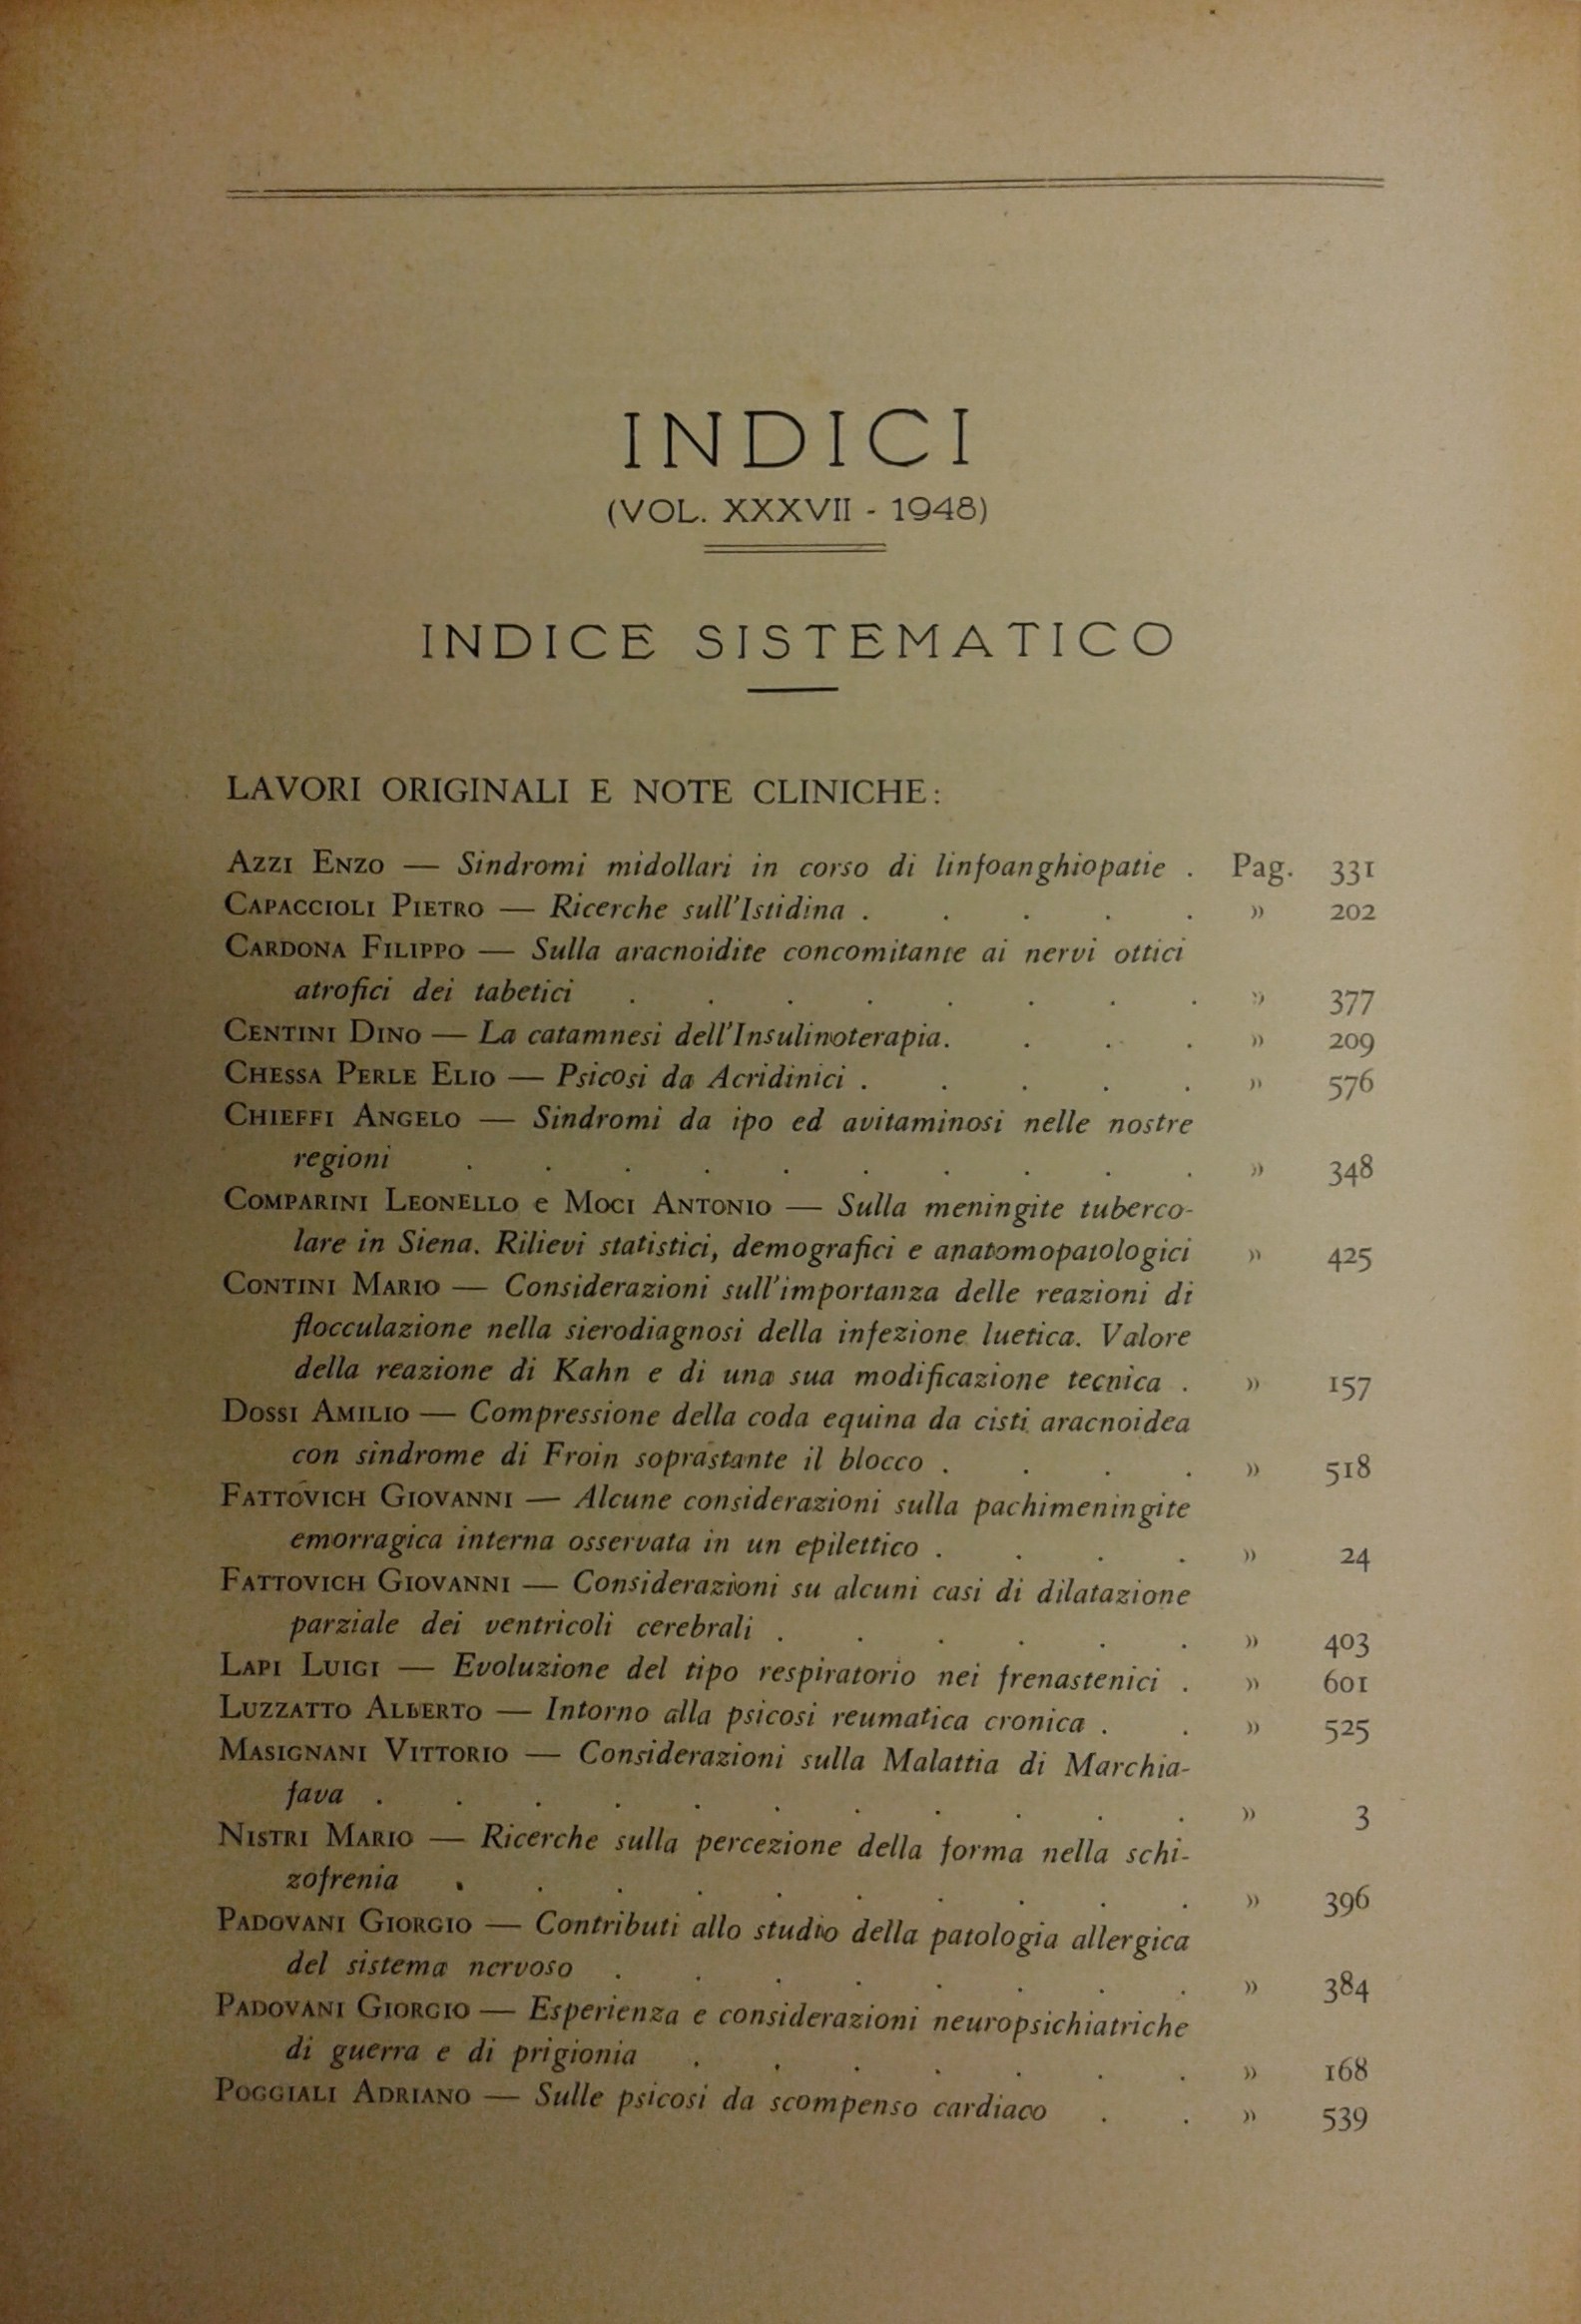 INDICI
(VOL. XXXVII - 1948)
INDICE SISTEMATICO
LAVORI ORIGINALI E NOTE CLINICHE:
AZZI ENZO — Sindromi midollari in corso di linfoanghiopatie . Pag. 331
CAPACCIOLI PIETRO — Ricerche sull'Istidina . . . . . » 202
CARDONA FILIPPO — Sulla aracnoidite concomitante ai nervi ottici
atrofici dei tabetici . . . . . . . . » 377
CENTINI DINO — La catamnesi dell'Insulinoterapia. . . . » 209
CHESSA PERLE ELIO — Psicosi da Acridinici . . . . . » 576
CHIEFFI ANGELO — Sindromi da ipo ed avitaminosi nelle nostre
regioni . . . . . . . . . . » 348
COMPARINI LEONELLO e MOCI ANTONIO — Sulla meningite tuberco-
lare in Siena. Rilievi statistici, demografici e anatomopatologici » 425
CONTINI MARIO — Considerazioni sull'importanza delle reazioni di
flocculazione nella sierodiagnosi della infezione luetica. Valore
della reazione di Kahn e di una sua modificazione tecnica . » 157
DOSSI AMILIO — Compressione della coda equina da cisti aracnoidea
con sindrome di Froin soprastante il blocco . . . . » 518
FATTOVICH GIOVANNI — Alcune considerazioni sulla pachimeningite
emorragica interna osservata in un epilettico . . . . » 24
FATTOVICH GIOVANNI — Considerazioni su alcuni casi di dilatazione
parziale dei ventricoli cerebrali . . . . . . » 403
LAPI LUIGI — Evoluzione del tipo respiratorio nei frenastenici . » 601
LUZZATTO ALBERTO — Intorno alla psicosi reumatica cronica . . » 525
MASIGNANI VITTORIO — Considerazioni sulla Malattia di Marchia-
fava . . . . . . . . . . . » 3
NISTRI MARIO — Ricerche sulla percezione della forma nella schi-
zofrenia . . . . . . . . . . » 396
PADOVANI GIORGIO — Contributi allo studio della patologia allergica
del sistema nervoso . . . . . . . . » 384
PADOVANI GIORGIO — Esperienza e considerazioni neuropsichiatriche
di guerra e di prigionia . . . . . . . » 168
POGGIALI ADRIANO — Sulle psicosi da scompenso cardiaco . . » 539